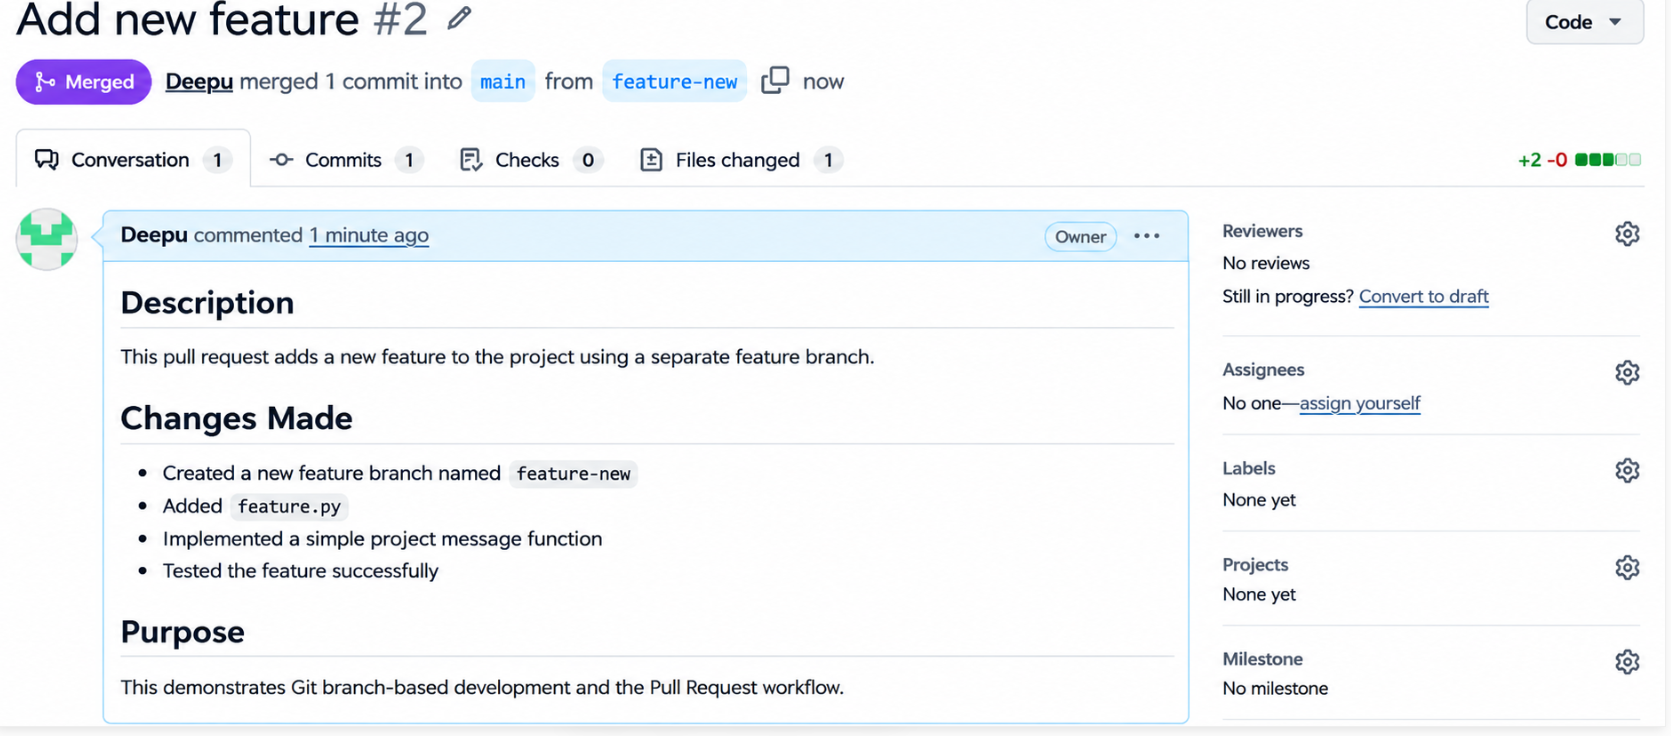 Add new feature #2
Code
Merged Deepu merged 1 commit into main from feature-new now
Conversation 1 Commits 1 Checks 0 Files changed 1
+2 -0
Deepu commented 1 minute ago Owner
Description
This pull request adds a new feature to the project using a separate feature branch.
Changes Made
• Created a new feature branch named feature-new
• Added feature.py
• Implemented a simple project message function
• Tested the feature successfully
Purpose
This demonstrates Git branch-based development and the Pull Request workflow.
Reviewers
No reviews
Still in progress? Convert to draft
Assignees
No one—assign yourself
Labels
None yet
Projects
None yet
Milestone
No milestone